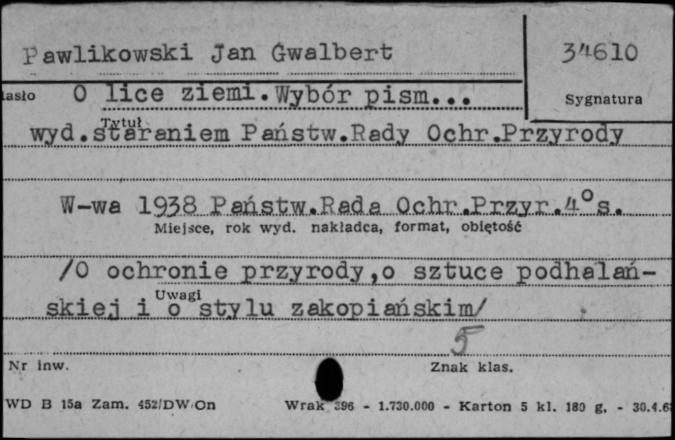 Pawlikowski Jan Gwalbert 34610
asło O lice ziemi.Wybór pism... Sygnatura
Tytuł
wyd.staraniem Państw.Rady Ochr.Przyrody
W-wa 1938 Państw.Rada Ochr.Przyr.4°s.
Miejsce, rok wyd. nakładca, format, objętość
/O ochronie przyrody,o sztuce podhalań-
Uwagi
skiej i o stylu zakopiańskim/
5
Nr inw. Znak klas.
WD B 15a Zam. 452/DW/On Wrak 396 - 1.730.000 - Karton 5 kl. 180 g. - 30.4.6